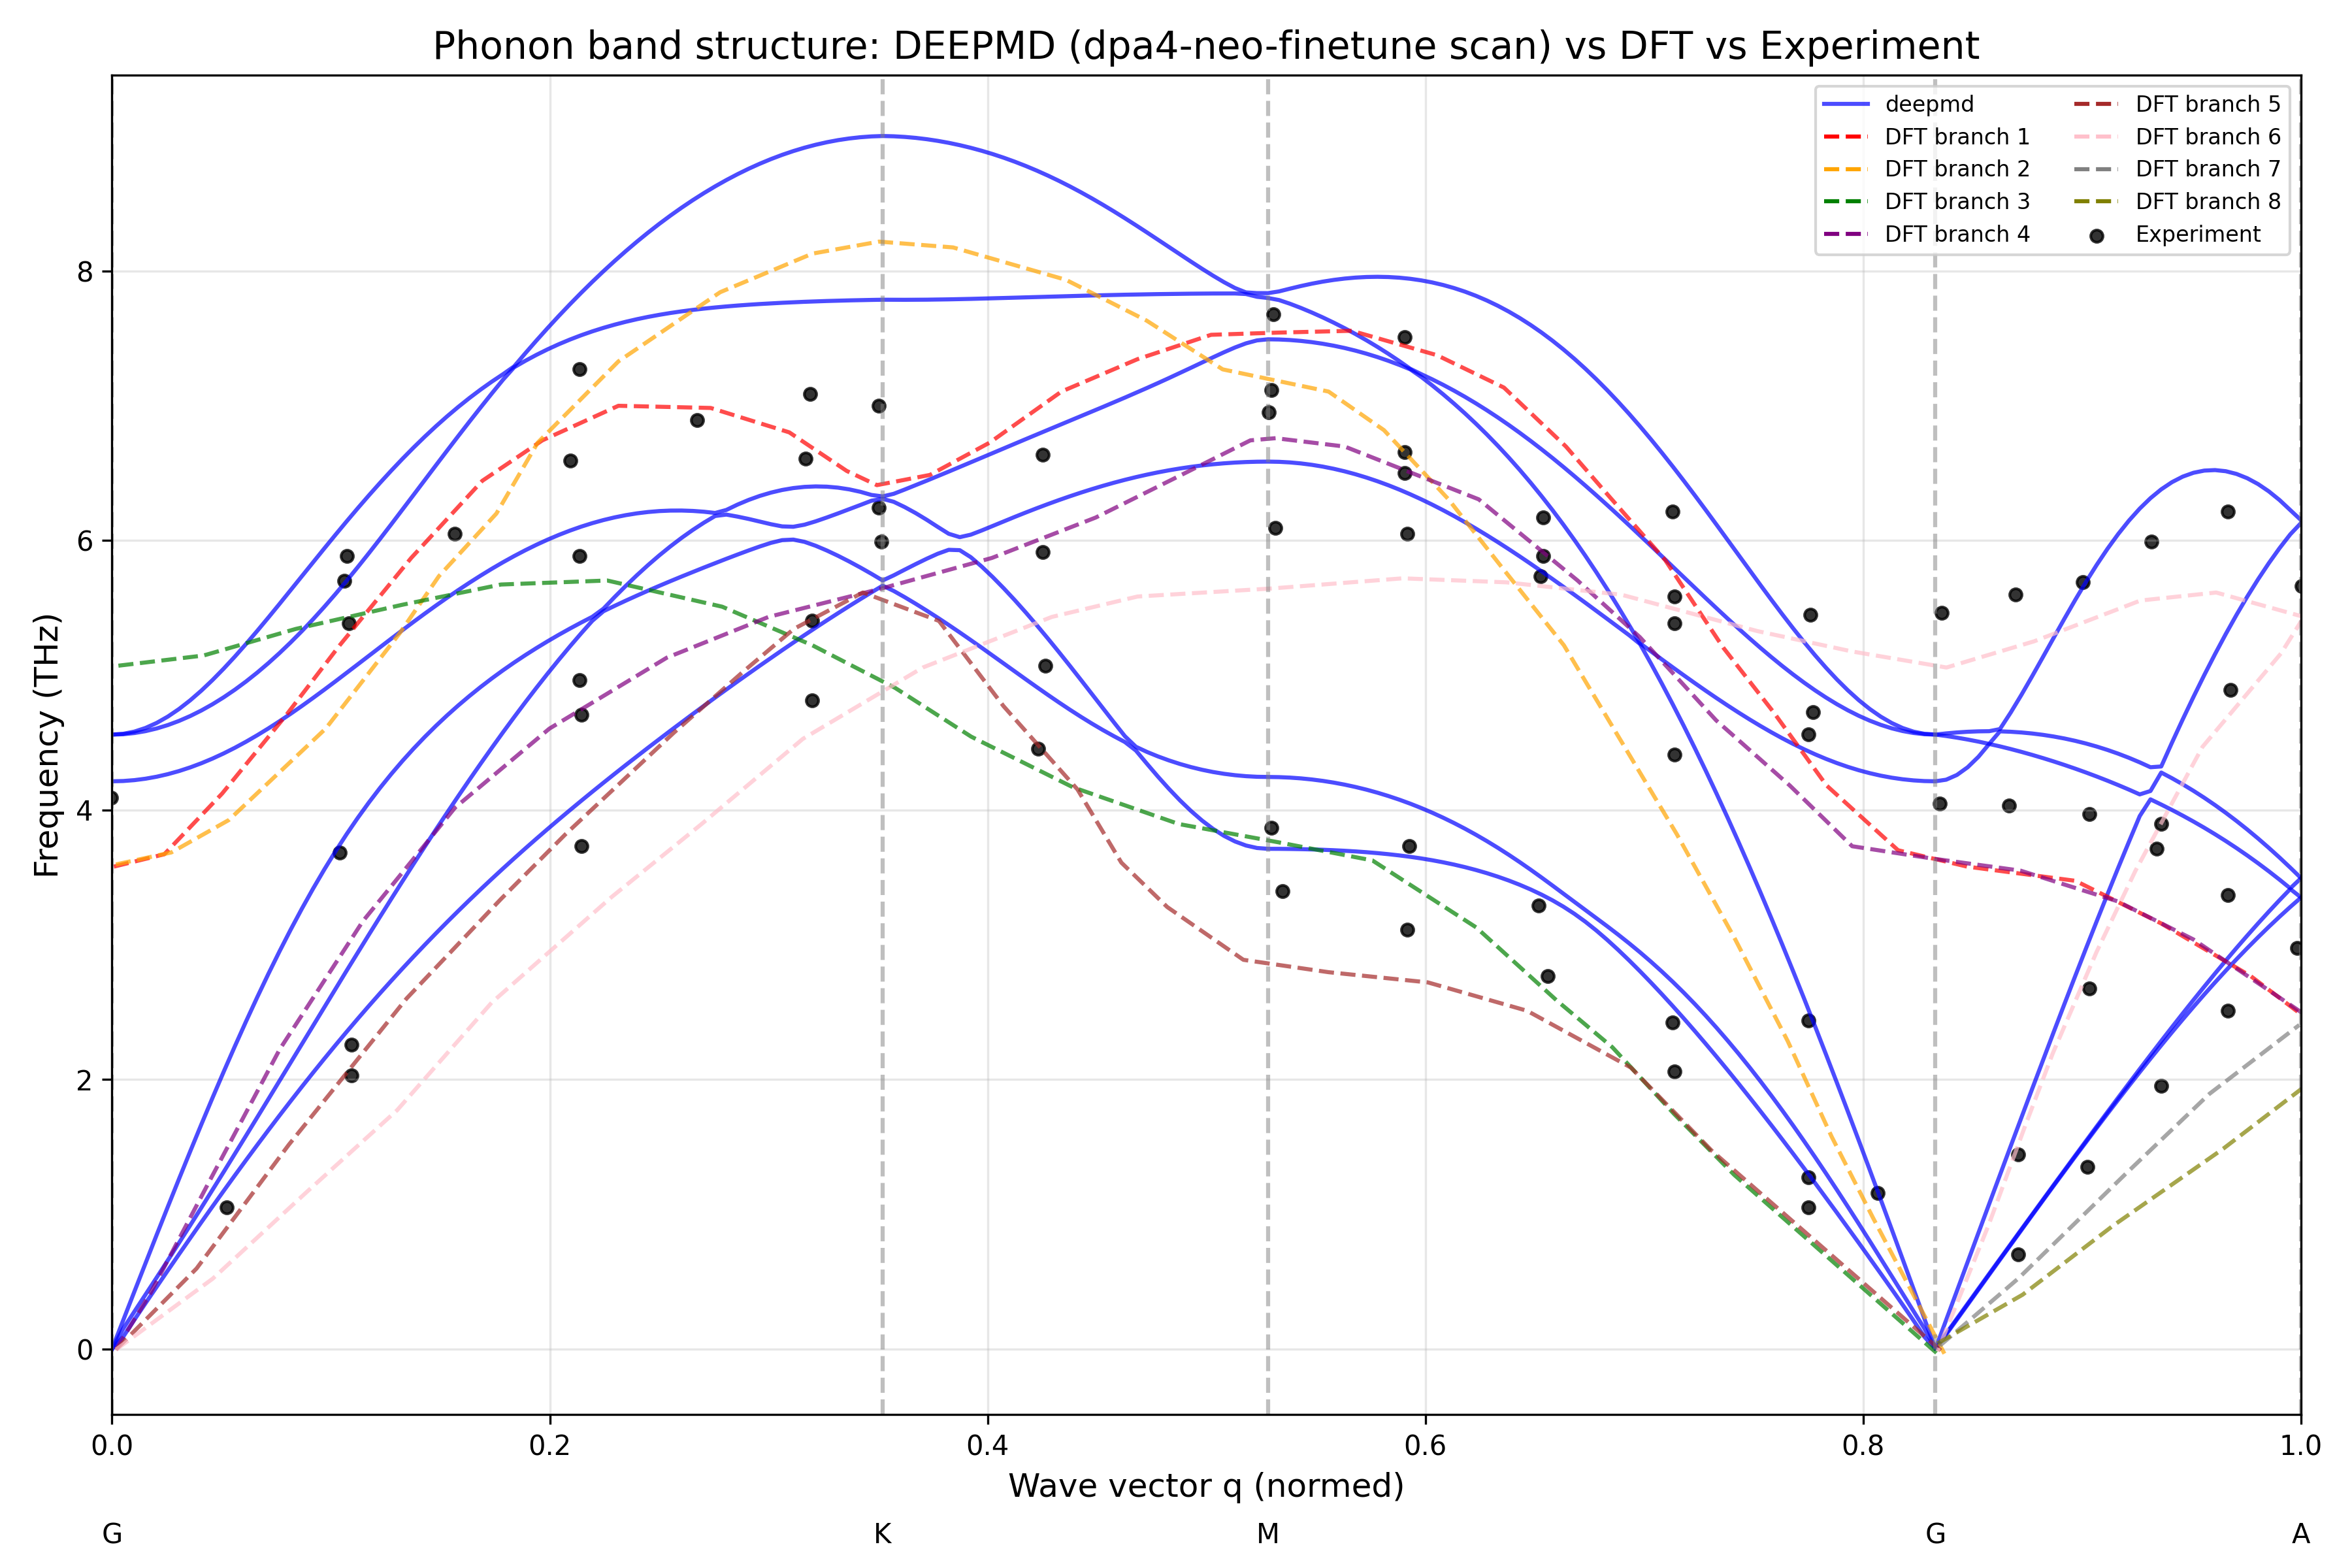 Phonon band structure: DEEPMD (dpa4-neo-finetune scan) vs DFT vs Experiment
deepmd
DFT branch 1
DFT branch 2
DFT branch 3
DFT branch 4
DFT branch 5
DFT branch 6
DFT branch 7
DFT branch 8
Experiment
Frequency (THz)
8
6
4
2
0
0.0 0.2 0.4 0.6 0.8 1.0
Wave vector q (normed)
G K M G A